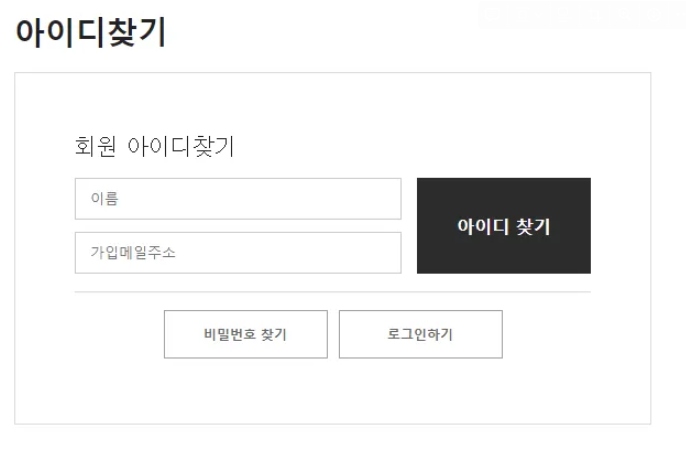 아이디찾기
회원 아이디찾기
이름
가입메일주소
아이디 찾기
비밀번호 찾기
로그인하기